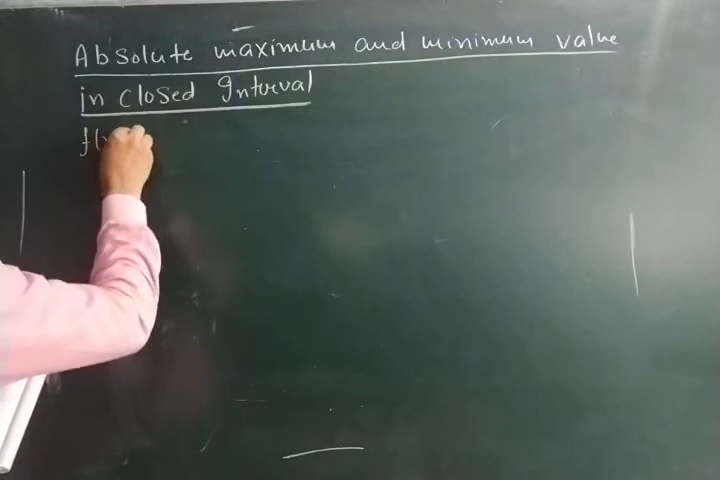 Absolute maximum and minimum value
in closed Interval
f(